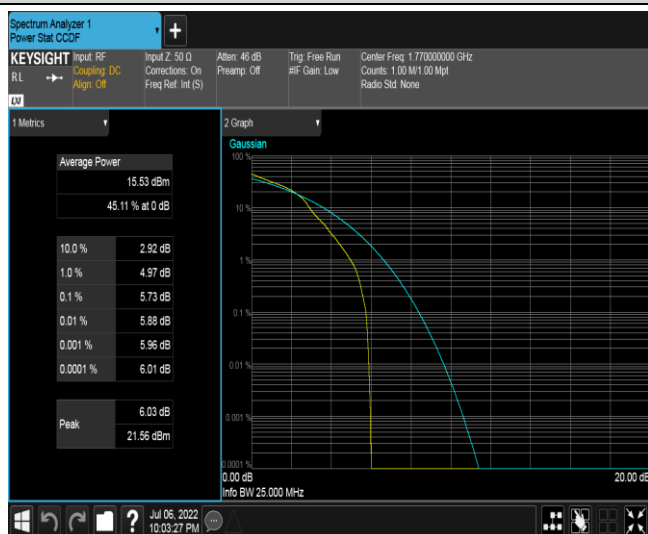 Spectrum Analyzer 1
Power Stat CCDF
+
KEYSIGHT
R L
LXI
Input: RF
Coupling: DC
Align: Off
Input Z: 50 Ω
Corrections: On
Freq Ref: Int (S)
Atten: 46 dB
Preamp: Off
Trig: Free Run
#IF Gain: Low
Center Freq: 1.770000000 GHz
Counts: 1.00 M/1.00 Mpt
Radio Std: None
1 Metrics
Average Power
15.53 dBm
45.11 % at 0 dB
10.0 % 2.92 dB
1.0 % 4.97 dB
0.1 % 5.73 dB
0.01 % 5.88 dB
0.001 % 5.96 dB
0.0001 % 6.01 dB
Peak
6.03 dB
21.56 dBm
2 Graph
Gaussian
100 %
10 %
1 %
0.1 %
0.01 %
0.001 %
0.0001 %
0.00 dB 20.00 dB
Info BW 25.000 MHz
?
Jul 06, 2022
10:03:27 PM